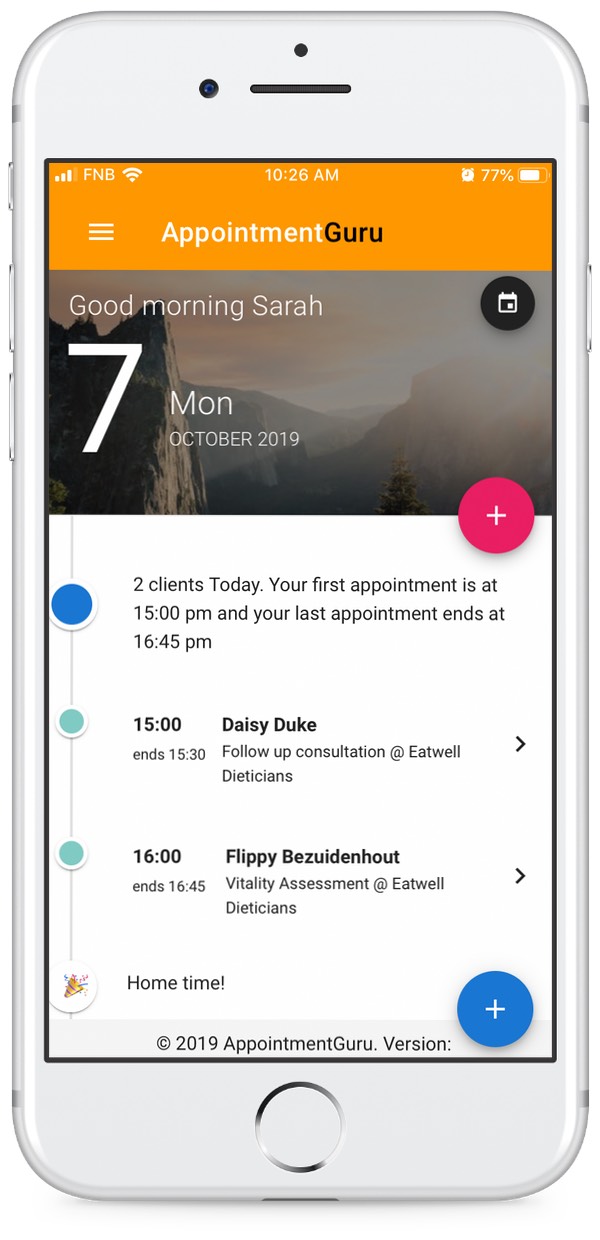 FNB 10:26 AM 77%
AppointmentGuru
Good morning Sarah
7
Mon
OCTOBER 2019
2 clients Today. Your first appointment is at
15:00 pm and your last appointment ends at
16:45 pm
15:00 Daisy Duke
ends 15:30 Follow up consultation @ Eatwell
Dieticians
16:00 Flippy Bezuidenhout
ends 16:45 Vitality Assessment @ Eatwell
Dieticians
Home time!
© 2019 AppointmentGuru. Version: